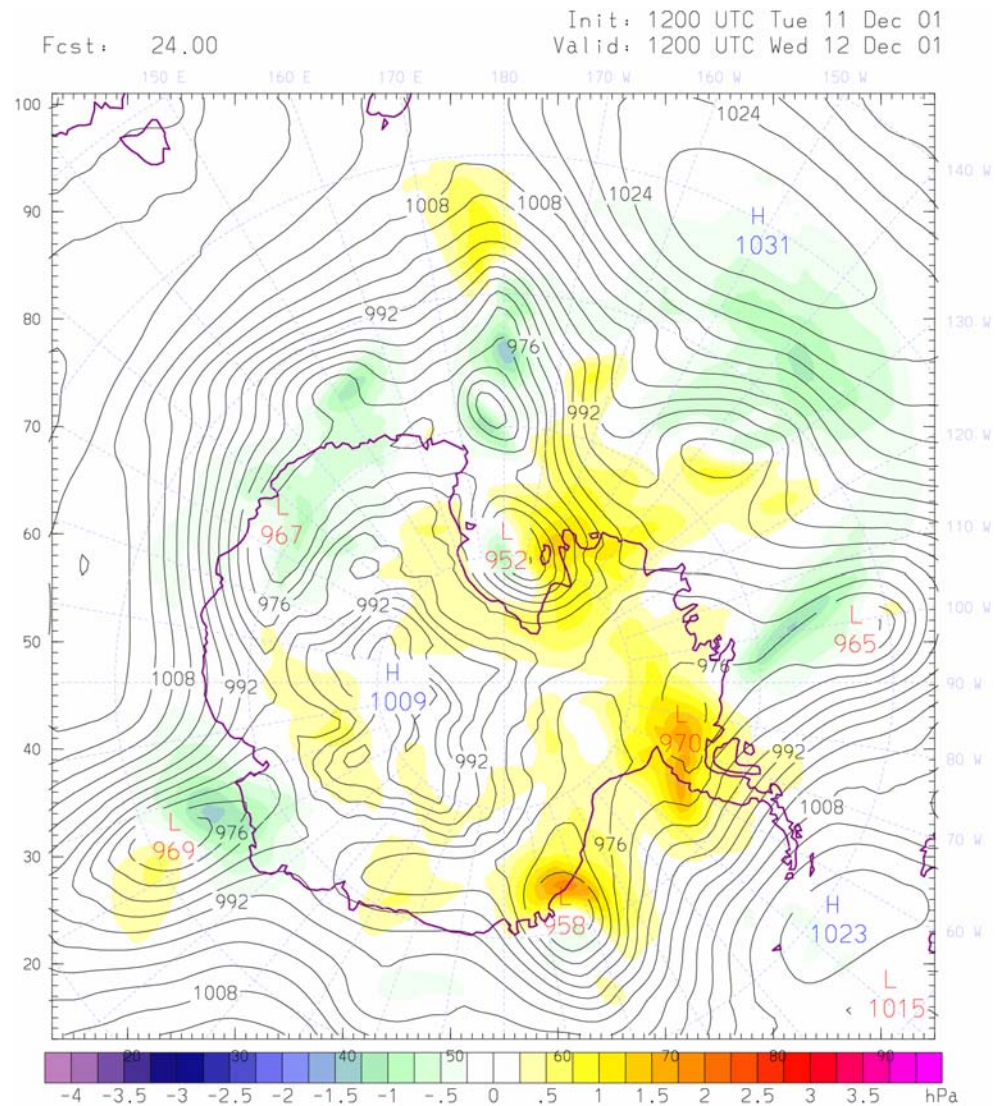 Init: 1200 UTC Tue 11 Dec 01
Fcst: 24.00 Valid: 1200 UTC Wed 12 Dec 01
150 E 160 E 170 E 180 170 W 160 W 150 W
100
1024
140 W
1024
90
1008 1008
H
1031
80
992
130 W
976
70
992
120 W
L
967
110 W
60
L
952
976
992
100 W
L
965
50
976
1008
992
H
1009
90 W
L
970
40
992
992
80 W
1008
L
969
976
976
70 W
30
992
L
958
H
1023
60 W
20
1008
L
1015
20 30 40 50 60 70 80 90
-4 -3.5 -3 -2.5 -2 -1.5 -1 -.5 0 .5 1 1.5 2 2.5 3 3.5 hPa